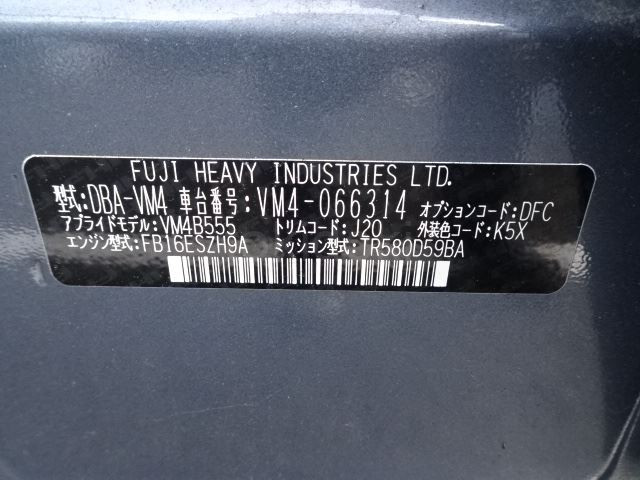 FUJI HEAVY INDUSTRIES LTD.
型式:DBA-VM4 車台番号:VM4-066314 オプションコード:DFC
アプライドモデル:VM4B555 トリムコード:J20 外装色コード:K5X
エンジン型式:FB16ESZH9A ミッション型式:TR580D59BA